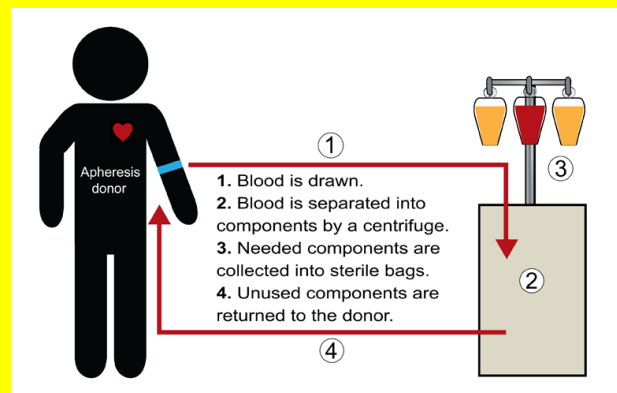 Apheresis
donor
1
1. Blood is drawn.
2. Blood is separated into
components by a centrifuge.
3. Needed components are
collected into sterile bags.
4. Unused components are
returned to the donor.
3
2
4